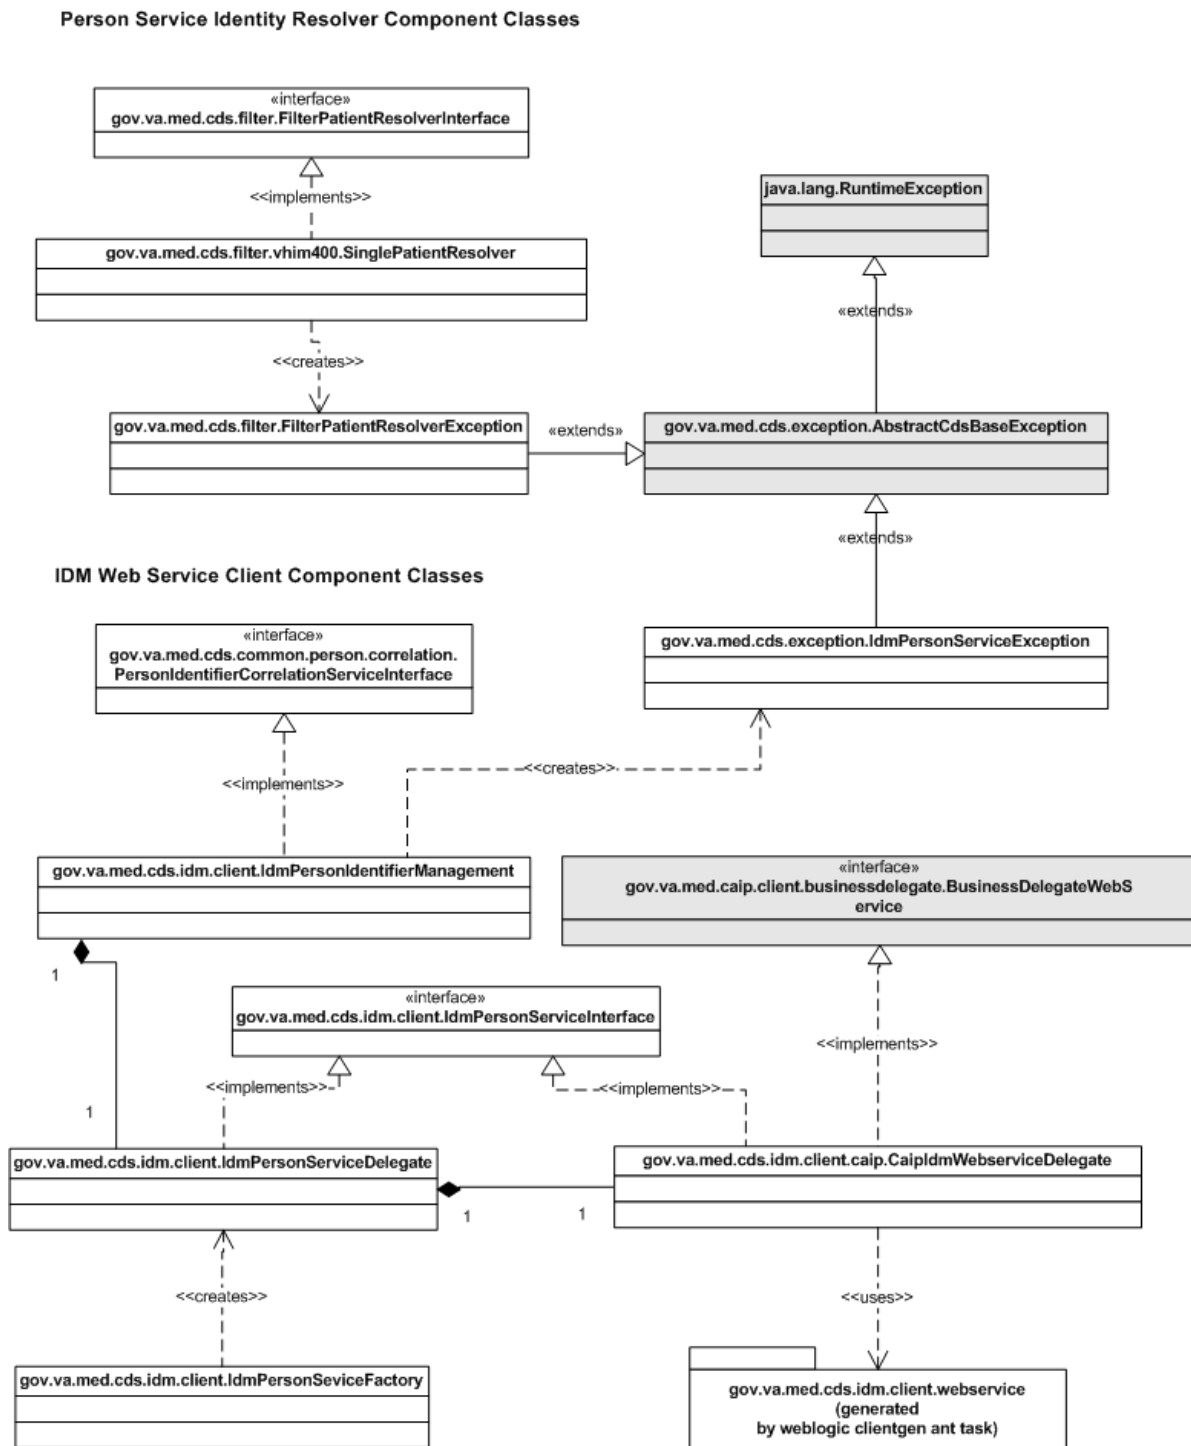 Person Service Identity Resolver Component Classes
«interface»
gov.va.med.cds.filter.FilterPatientResolverInterface
<<implements>>
java.lang.RuntimeException
gov.va.med.cds.filter.vhim400.SinglePatientResolver
«extends»
<<creates>>
gov.va.med.cds.filter.FilterPatientResolverException
«extends»
gov.va.med.cds.exception.AbstractCdsBaseException
«extends»
IDM Web Service Client Component Classes
«interface»
gov.va.med.cds.common.person.correlation.
PersonIdentifierCorrelationServiceInterface
gov.va.med.cds.exception.IdmPersonServiceException
<<creates>>
<<implements>>
gov.va.med.cds.idm.client.IdmPersonIdentifierManagement
«interface»
gov.va.med.caip.client.businessdelegate.BusinessDelegateWebS
ervice
1
«interface»
gov.va.med.cds.idm.client.IdmPersonServiceInterface
<<implements>>
<<implements>>
<<implements>>
1
gov.va.med.cds.idm.client.IdmPersonServiceDelegate
gov.va.med.cds.idm.client.caip.CaipIdmWebserviceDelegate
1
1
<<creates>>
<<uses>>
gov.va.med.cds.idm.client.IdmPersonSeviceFactory
gov.va.med.cds.idm.client.webservice
(generated
by weblogic clientgen ant task)